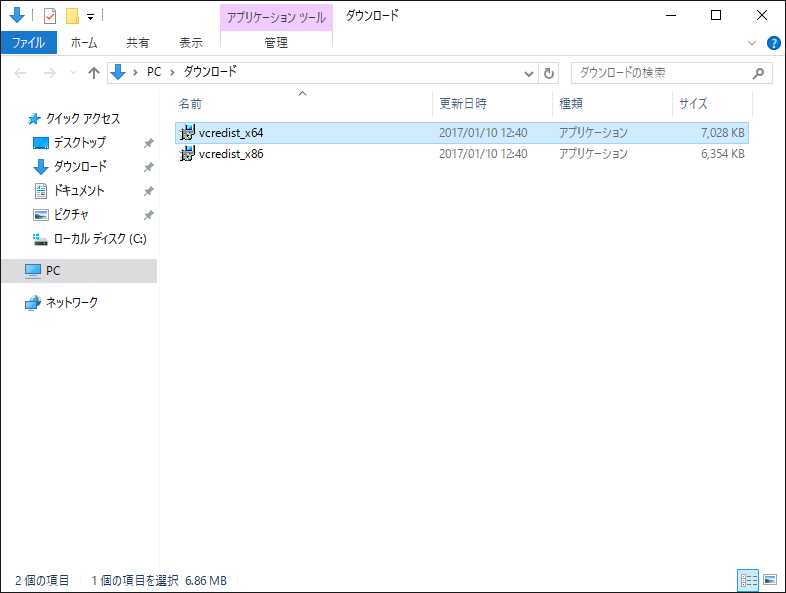 アプリケーション ツール
ダウンロード
ファイル
ホーム
共有
表示
管理
PC
ダウンロード
ダウンロードの検索
クイック アクセス
デスクトップ
ダウンロード
ドキュメント
ピクチャ
ローカル ディスク (C:)
PC
ネットワーク
名前 更新日時 種類 サイズ
vcredist_x64 2017/01/10 12:40 アプリケーション 7,028 KB
vcredist_x86 2017/01/10 12:40 アプリケーション 6,354 KB
2 個の項目 1 個の項目を選択 6.86 MB